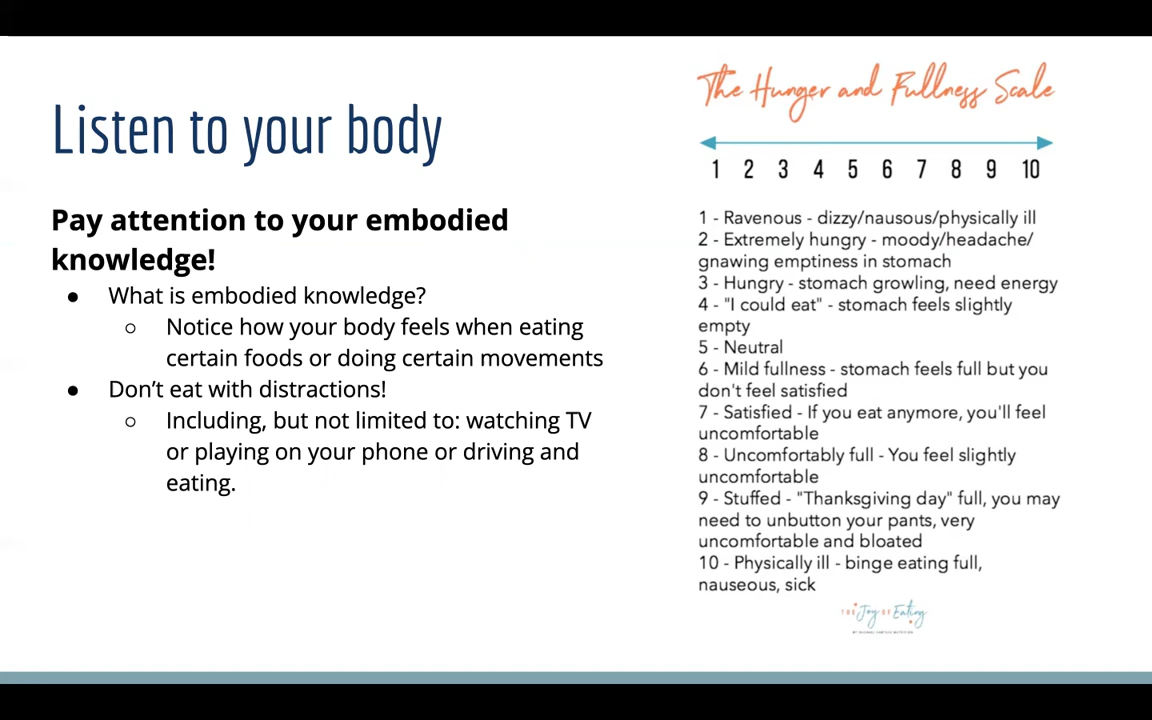 Listen to your body
Pay attention to your embodied
knowledge!
● What is embodied knowledge?
○ Notice how your body feels when eating
certain foods or doing certain movements
● Don’t eat with distractions!
○ Including, but not limited to: watching TV
or playing on your phone or driving and
eating.
The Hunger and Fullness Scale
1 2 3 4 5 6 7 8 9 10
1 - Ravenous - dizzy/nausous/physically ill
2 - Extremely hungry - moody/headache/
gnawing emptiness in stomach
3 - Hungry - stomach growling, need energy
4 - "I could eat" - stomach feels slightly
empty
5 - Neutral
6 - Mild fullness - stomach feels full but you
don't feel satisfied
7 - Satisfied - If you eat anymore, you'll feel
uncomfortable
8 - Uncomfortably full - You feel slightly
uncomfortable
9 - Stuffed - "Thanksgiving day" full, you may
need to unbutton your pants, very
uncomfortable and bloated
10 - Physically ill - binge eating full,
nauseous, sick
THE Joy OF Eating